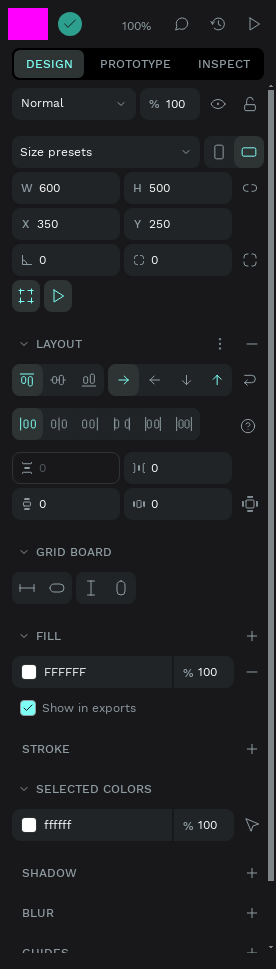 100%
DESIGN PROTOTYPE INSPECT
Normal % 100
Size presets
W 600 H 500
X 350 Y 250
0 0
LAYOUT
0 0
0 0
GRID BOARD
FILL
FFFFFF % 100
Show in exports
STROKE
SELECTED COLORS
ffffff % 100
SHADOW
BLUR
GUIDES